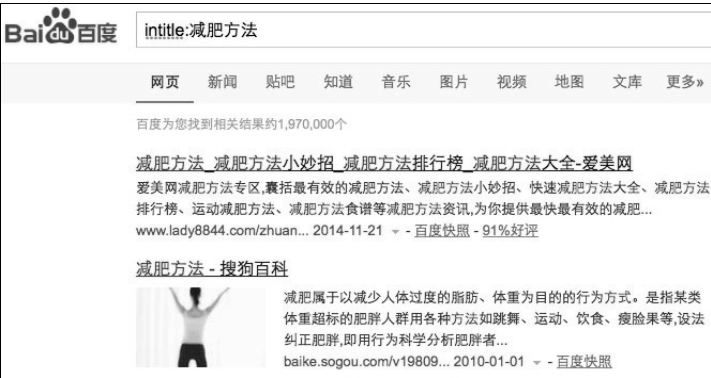 Bai du 百度
intitle:减肥方法
网页 新闻 贴吧 知道 音乐 图片 视频 地图 文库 更多»
百度为您找到相关结果约1,970,000个
减肥方法_减肥方法小妙招_减肥方法排行榜_减肥方法大全-爱美网
爱美网减肥方法专区,囊括最有效的减肥方法、减肥方法小妙招、快速减肥方法大全、减肥方法
排行榜、运动减肥方法、减肥方法食谱等减肥方法资讯,为你提供最快最有效的减肥...
www.lady8844.com/zhuan... 2014-11-21 - 百度快照 - 91%好评
减肥方法 - 搜狗百科
减肥属于以减少人体过度的脂肪、体重为目的的行为方式。是指某类
体重超标的肥胖人群用各种方法如跳舞、运动、饮食、瘦脸果等,设法
纠正肥胖,即用行为科学分析肥胖者...
baike.sogou.com/v19809... 2010-01-01 - 百度快照